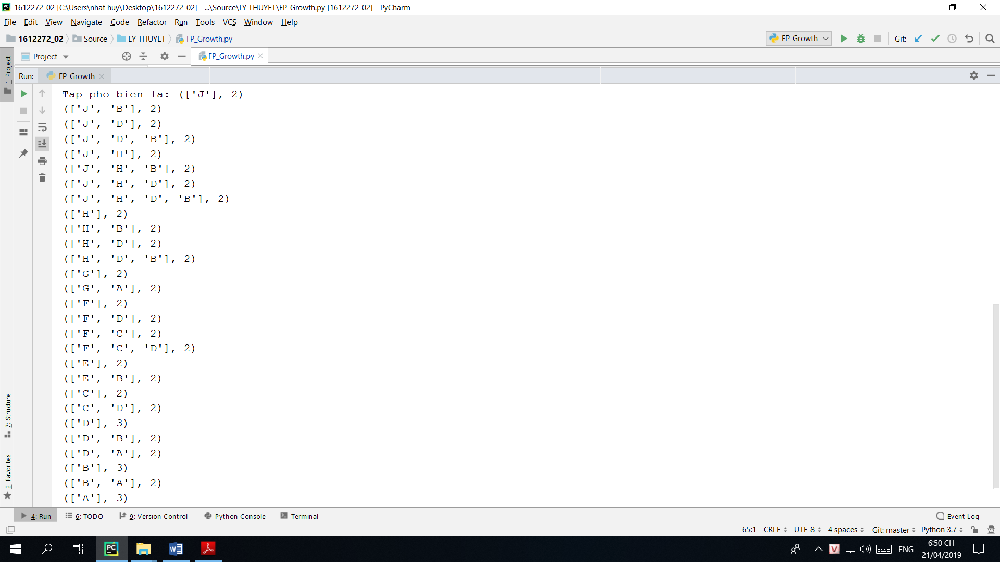 1612272_02 [C:\Users\nhat huy\Desktop\1612272_02] - ...\Source\LY THUYET\FP_Growth.py [1612272_02] - PyCharm
File Edit View Navigate Code Refactor Run Tools VCS Window Help
1612272_02 Source LY THUYET FP_Growth.py FP_Growth Git:
Project FP_Growth.py
1: Project
Run: FP_Growth
Tap pho bien la: (['J'], 2)
(['J', 'B'], 2)
(['J', 'D'], 2)
(['J', 'D', 'B'], 2)
(['J', 'H'], 2)
(['J', 'H', 'B'], 2)
(['J', 'H', 'D'], 2)
(['J', 'H', 'D', 'B'], 2)
(['H'], 2)
(['H', 'B'], 2)
(['H', 'D'], 2)
(['H', 'D', 'B'], 2)
(['G'], 2)
(['G', 'A'], 2)
(['F'], 2)
(['F', 'D'], 2)
(['F', 'C'], 2)
(['F', 'C', 'D'], 2)
(['E'], 2)
(['E', 'B'], 2)
(['C'], 2)
(['C', 'D'], 2)
(['D'], 3)
(['D', 'B'], 2)
(['D', 'A'], 2)
(['B'], 3)
(['B', 'A'], 2)
(['A'], 3)
7: Structure
2: Favorites
4: Run 6: TODO 9: Version Control Python Console Terminal Event Log
65:1 CRLF UTF-8 4 spaces Git: master Python 3.7
ENG 6:50 CH
21/04/2019